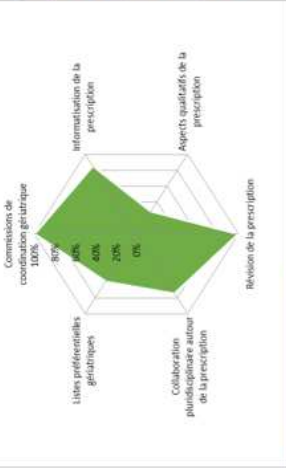 Commissions de
coordination gériatrique
100%
80%
60%
40%
20%
0%
Informatisation de la
prescription
Aspects qualitatifs de la
prescription
Révision de la prescription
Collaboration
pluridisciplinaire autour
de la prescription
Listes préférentielles
gériatriques